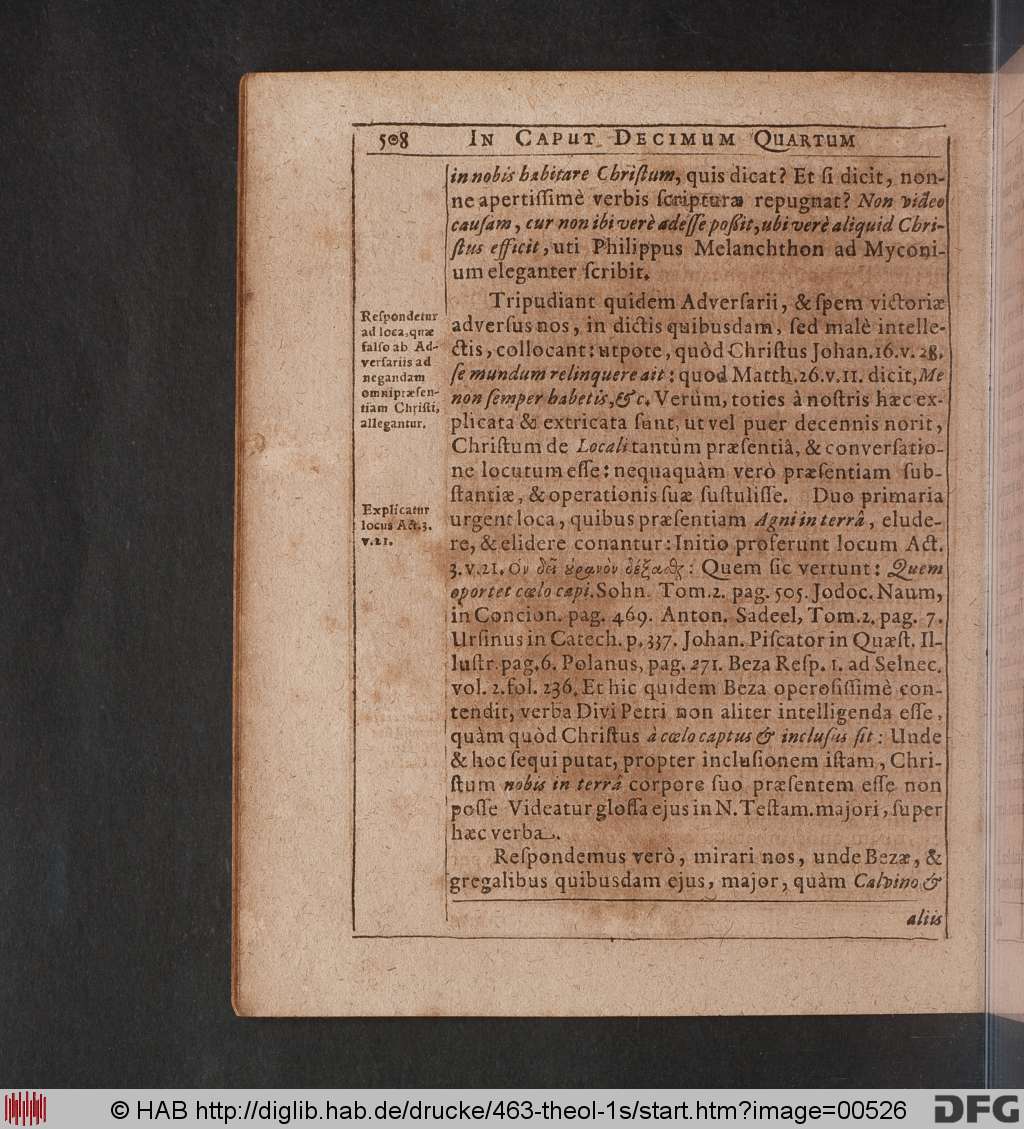 508 IN CAPUT DECIMUM QUARTUM
in nobis habitare Chriſtum, quis dicat? Et ſi dicit, non-
ne apertiſſimè verbis ſcripturæ repugnat? Non video
cauſam, cur non ibi verè adeſſe poſſit, ubi verè aliquid Chri-
ſtus efficit, uti Philippus Melanchthon ad Myconi-
um eleganter ſcribit.
Tripudiant quidem Adverſarii, & ſpem victoriæ
adverſus nos, in dictis quibusdam, ſed malè intelle-
ctis, collocant: utpote, quòd Chriſtus Johan. 16. v. 28.
ſe mundum relinquere ait: quod Matth. 26. v. 11. dicit, Me
non ſemper habetis, &c. Verùm, toties à noſtris hæc ex-
plicata & extricata ſunt, ut vel puer decennis norit,
Chriſtum de Locali tantùm præſentiâ, & converſatio-
ne locutum eſſe: nequaquàm verò præſentiam ſub-
ſtantiæ, & operationis ſuæ ſuſtuliſſe. Duo primaria
urgent loca, quibus præſentiam Agni in terrâ, elude-
re, & elidere conantur: Initio proferunt locum Act.
3. v. 21. Ον δεῖ ȣ̓ρανὸν δέξασθζ: Quem ſic vertunt: Quem
oportet cœlo capi. Sohn. Tom. 2. pag. 505. Jodoc. Naum,
in Concion. pag. 469. Anton. Sadeel, Tom. 2. pag. 7.
Urſinus in Catech. p. 337. Johan. Piſcator in Quæſt. Il-
luſtr. pag. 6. Polanus, pag. 271. Beza Reſp. 1. ad Selnec.
vol. 2. fol. 236. Et hic quidem Beza operoſiſſimè con-
tendit, verba Divi Petri non aliter intelligenda eſſe,
quàm quòd Chriſtus à cœlo captus & incluſus ſit: Unde
& hoc ſequi putat, propter incluſionem iſtam, Chri-
ſtum nobis in terrâ corpore ſuo præſentem eſſe non
poſſe Videatur gloſſa ejus in N. Teſtam. majori, ſuper
hæc verba.
Reſpondemus verò, mirari nos, unde Bezæ, &
gregalibus quibusdam ejus, major, quàm Calvino &
aliis
Reſpondetur
ad loca, quæ
falſo ab Ad-
verſariis ad
negandam
omnipræſen-
tiam Chriſti,
allegantur.
Explicatur
locus Act. 3.
v. 21.
© HAB http://diglib.hab.de/drucke/463-theol-1s/start.htm?image=00526
DFG